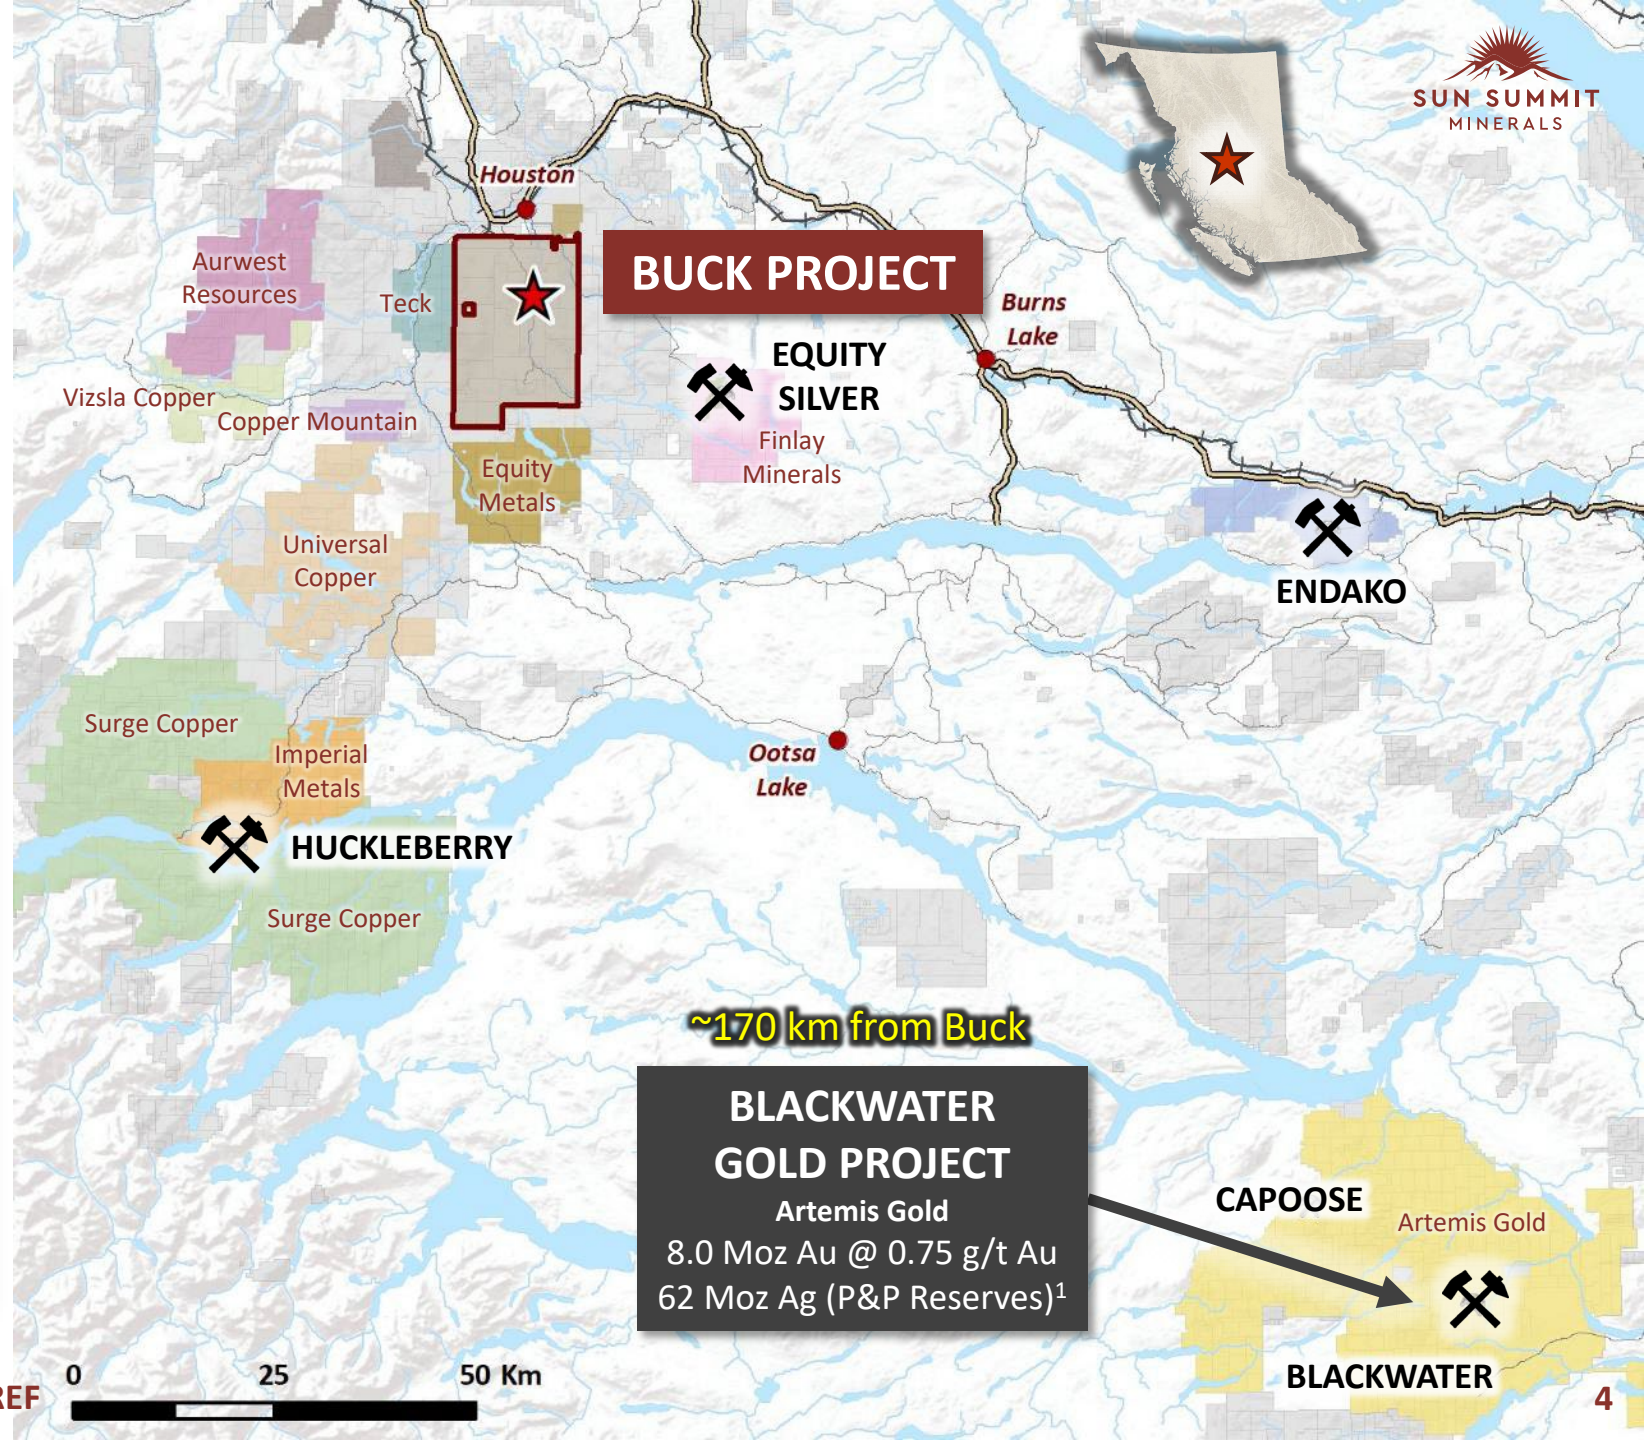 SUN SUMMIT
MINERALS
Houston
BUCK PROJECT
Aurwest
Resources
Teck
Burns
Lake
EQUITY
SILVER
Vizsla Copper
Copper Mountain
Finlay
Minerals
Equity
Metals
Universal
Copper
ENDAKO
Surge Copper
Imperial
Metals
Ootsa
Lake
HUCKLEBERRY
Surge Copper
~170 km from Buck
BLACKWATER
GOLD PROJECT
Artemis Gold
8.0 Moz Au @ 0.75 g/t Au
62 Moz Ag (P&P Reserves)¹
CAPOOSE
Artemis Gold
BLACKWATER
0 25 50 Km
REF
4